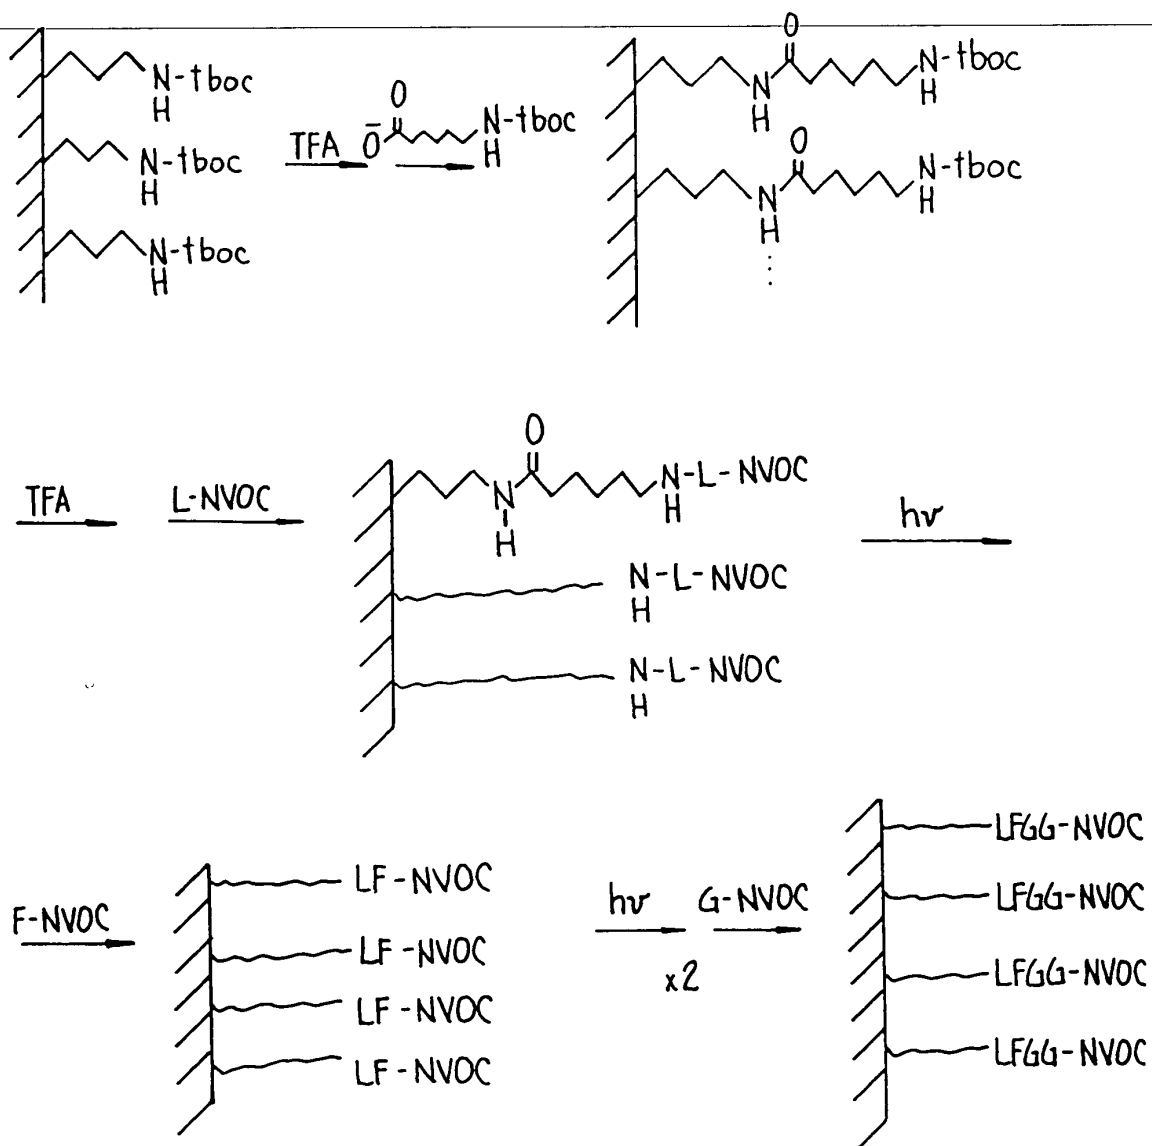 O
N-tboc
H
N-tboc
H
N-tboc
H
TFA
O
O⁻
N-tboc
H
N
H
N-tboc
H
O
N
H
N-tboc
H
TFA
L-NVOC
O
N
H
N-L-NVOC
H
N-L-NVOC
H
N-L-NVOC
H
hν
F-NVOC
LF-NVOC
LF-NVOC
LF-NVOC
LF-NVOC
hν
G-NVOC
x2
LFGG-NVOC
LFGG-NVOC
LFGG-NVOC
LFGG-NVOC